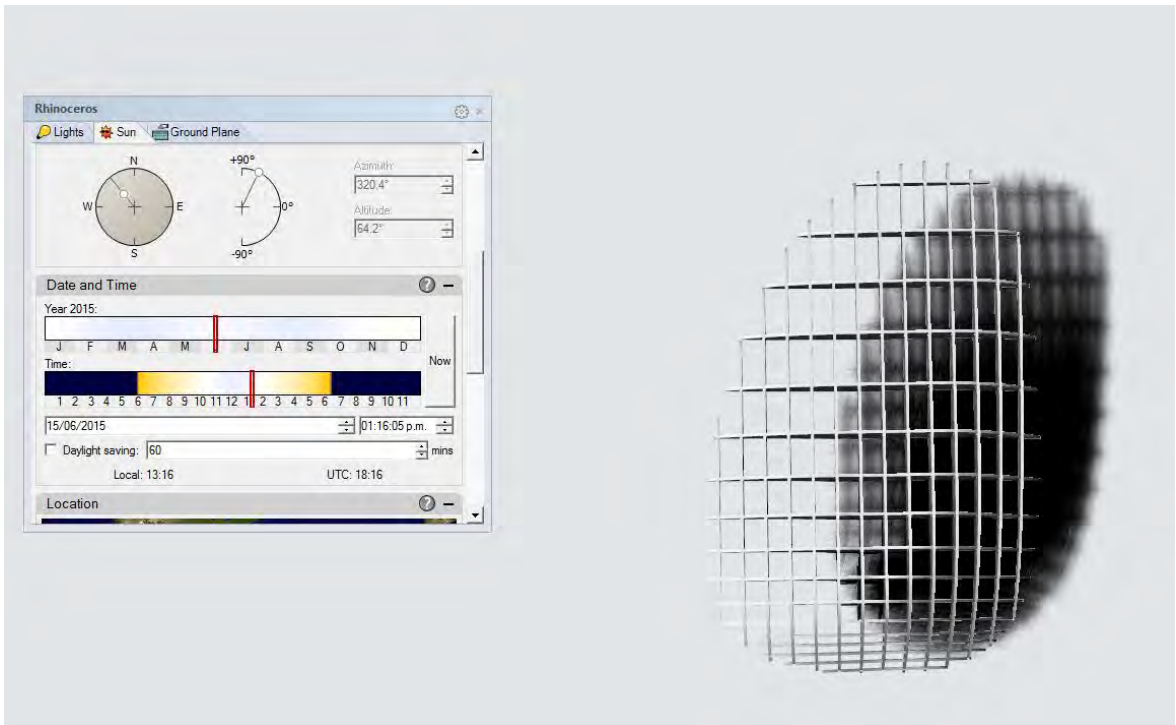 Rhinoceros
Lights Sun Ground Plane
N +90° Azimuth:
320.4°
W E 0° Altitude:
64.2°
S -90°
Date and Time
Year 2015:
J F M A M J A S O N D
Time: Now
1 2 3 4 5 6 7 8 9 10 11 12 1 2 3 4 5 6 7 8 9 10 11
15/06/2015 01:16:05 p.m.
Daylight saving: 60 mins
Local: 13:16 UTC: 18:16
Location